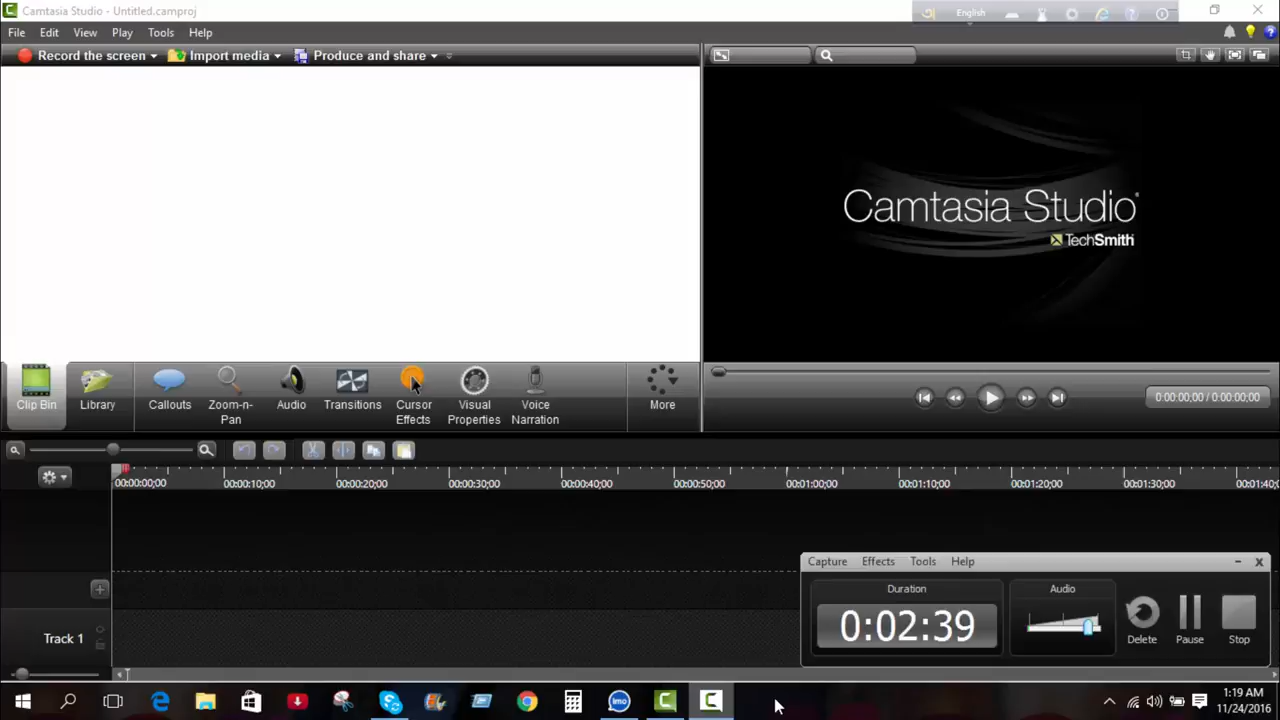 Camtasia Studio - Untitled.camproj
English
File Edit View Play Tools Help
Record the screen Import media Produce and share
Camtasia Studio®
TechSmith
Clip Bin
Library
Callouts
Zoom-n-
Pan
Audio
Transitions
Cursor
Effects
Visual
Properties
Voice
Narration
More
0:00:00;00 / 0:00:00;00
00:00:00;00 00:00:10;00 00:00:20;00 00:00:30;00 00:00:40;00 00:00:50;00 00:01:00;00 00:01:10;00 00:01:20;00 00:01:30;00 00:01:40;
Capture Effects Tools Help
Duration
0:02:39
Audio
Delete
Pause
Stop
Track 1
imo
1:19 AM
11/24/2016